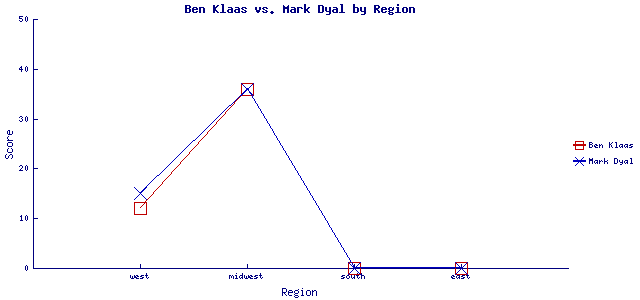 Ben Klaas vs. Mark Dyal by Region
50
40
30
20
10
0
Score
west
midwest
south
east
Region
Ben Klaas
Mark Dyal